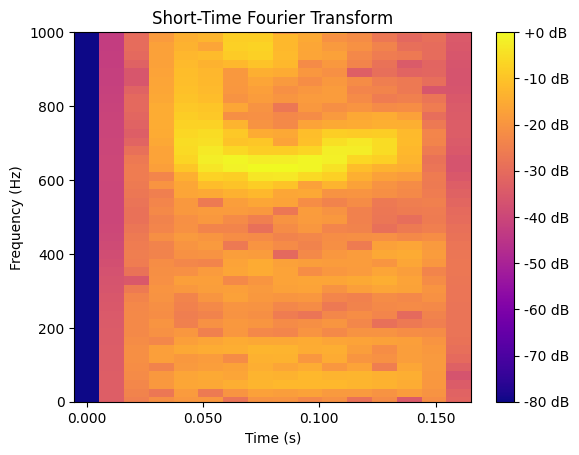 Short-Time Fourier Transform
1000
800
600
400
200
0
Frequency (Hz)
0.000
0.050
0.100
0.150
Time (s)
+0 dB
-10 dB
-20 dB
-30 dB
-40 dB
-50 dB
-60 dB
-70 dB
-80 dB